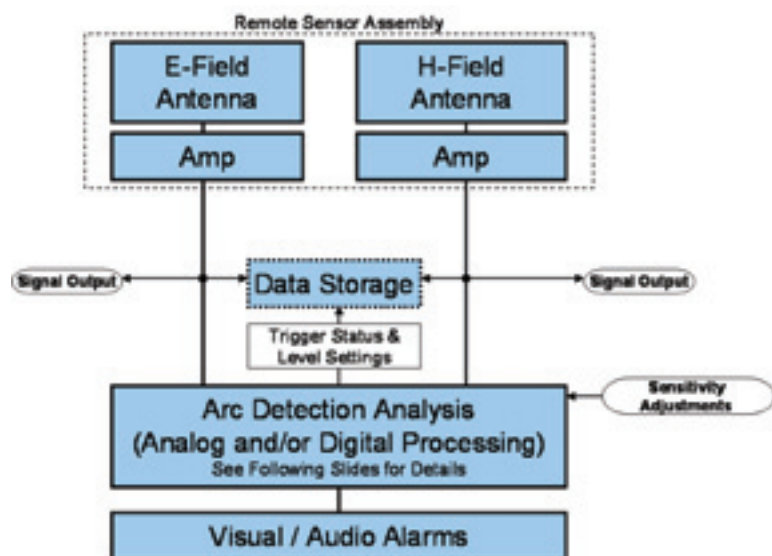 Remote Sensor Assembly
E-Field
Antenna
H-Field
Antenna
Amp
Amp
Signal Output
Data Storage
Signal Output
Trigger Status &
Level Settings
Sensitivity
Adjustments
Arc Detection Analysis
(Analog and/or Digital Processing)
See Following Slides for Details
Visual / Audio Alarms